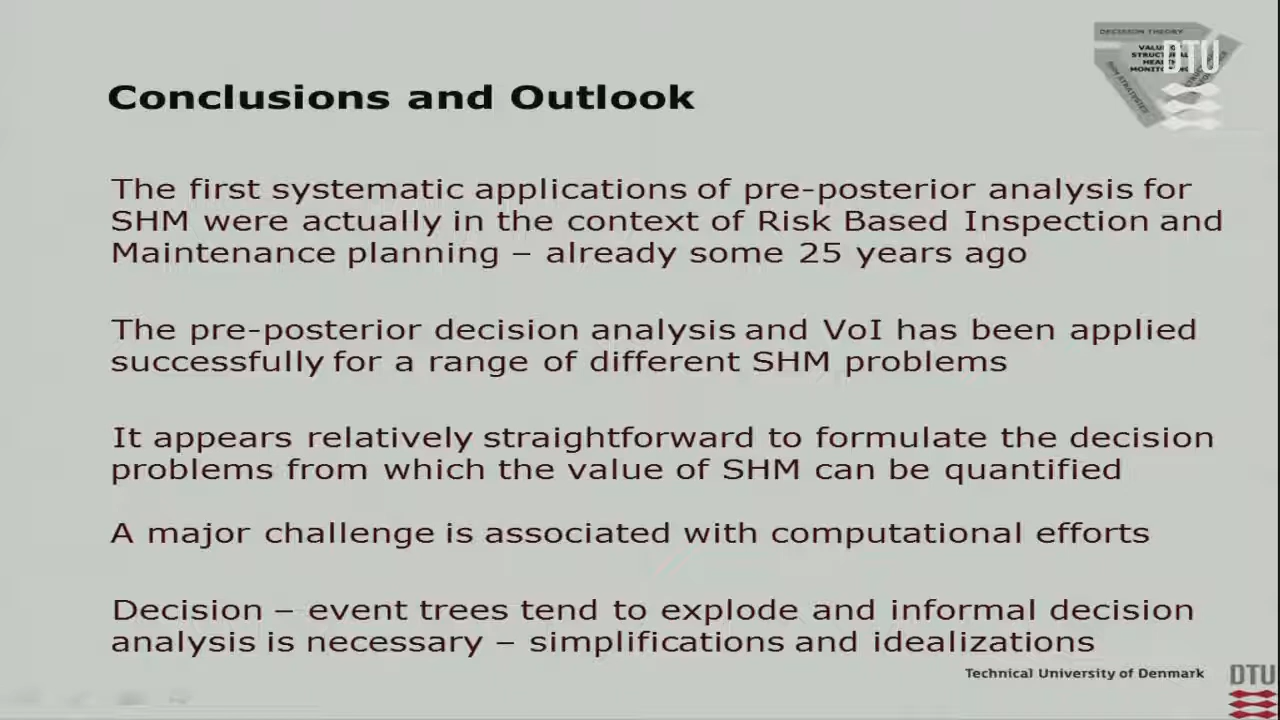 DECISION THEORY
DTU
Conclusions and Outlook
The first systematic applications of pre-posterior analysis for
SHM were actually in the context of Risk Based Inspection and
Maintenance planning – already some 25 years ago
The pre-posterior decision analysis and VoI has been applied
successfully for a range of different SHM problems
It appears relatively straightforward to formulate the decision
problems from which the value of SHM can be quantified
A major challenge is associated with computational efforts
Decision – event trees tend to explode and informal decision
analysis is necessary – simplifications and idealizations
Technical University of Denmark
DTU